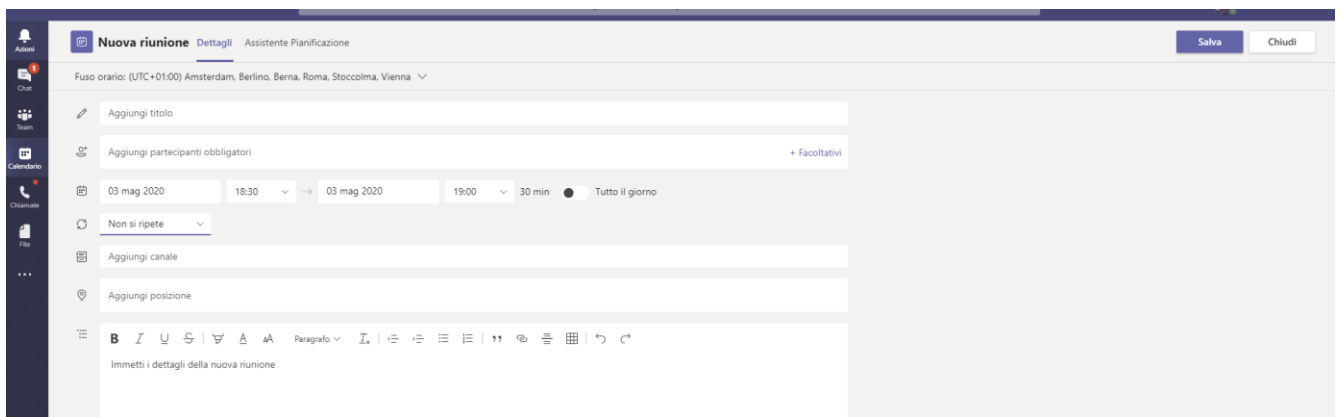 Azioni
1
Chat
Team
Calendario
Chiamate
File
Nuova riunione Dettagli Assistente Pianificazione Salva Chiudi
Fuso orario: (UTC+01:00) Amsterdam, Berlino, Berna, Roma, Stoccolma, Vienna
Aggiungi titolo
Aggiungi partecipanti obbligatori + Facoltativi
03 mag 2020 18:30 → 03 mag 2020 19:00 30 min Tutto il giorno
Non si ripete
Aggiungi canale
Aggiungi posizione
B I U S A AA Paragrafo
Immetti i dettagli della nuova riunione